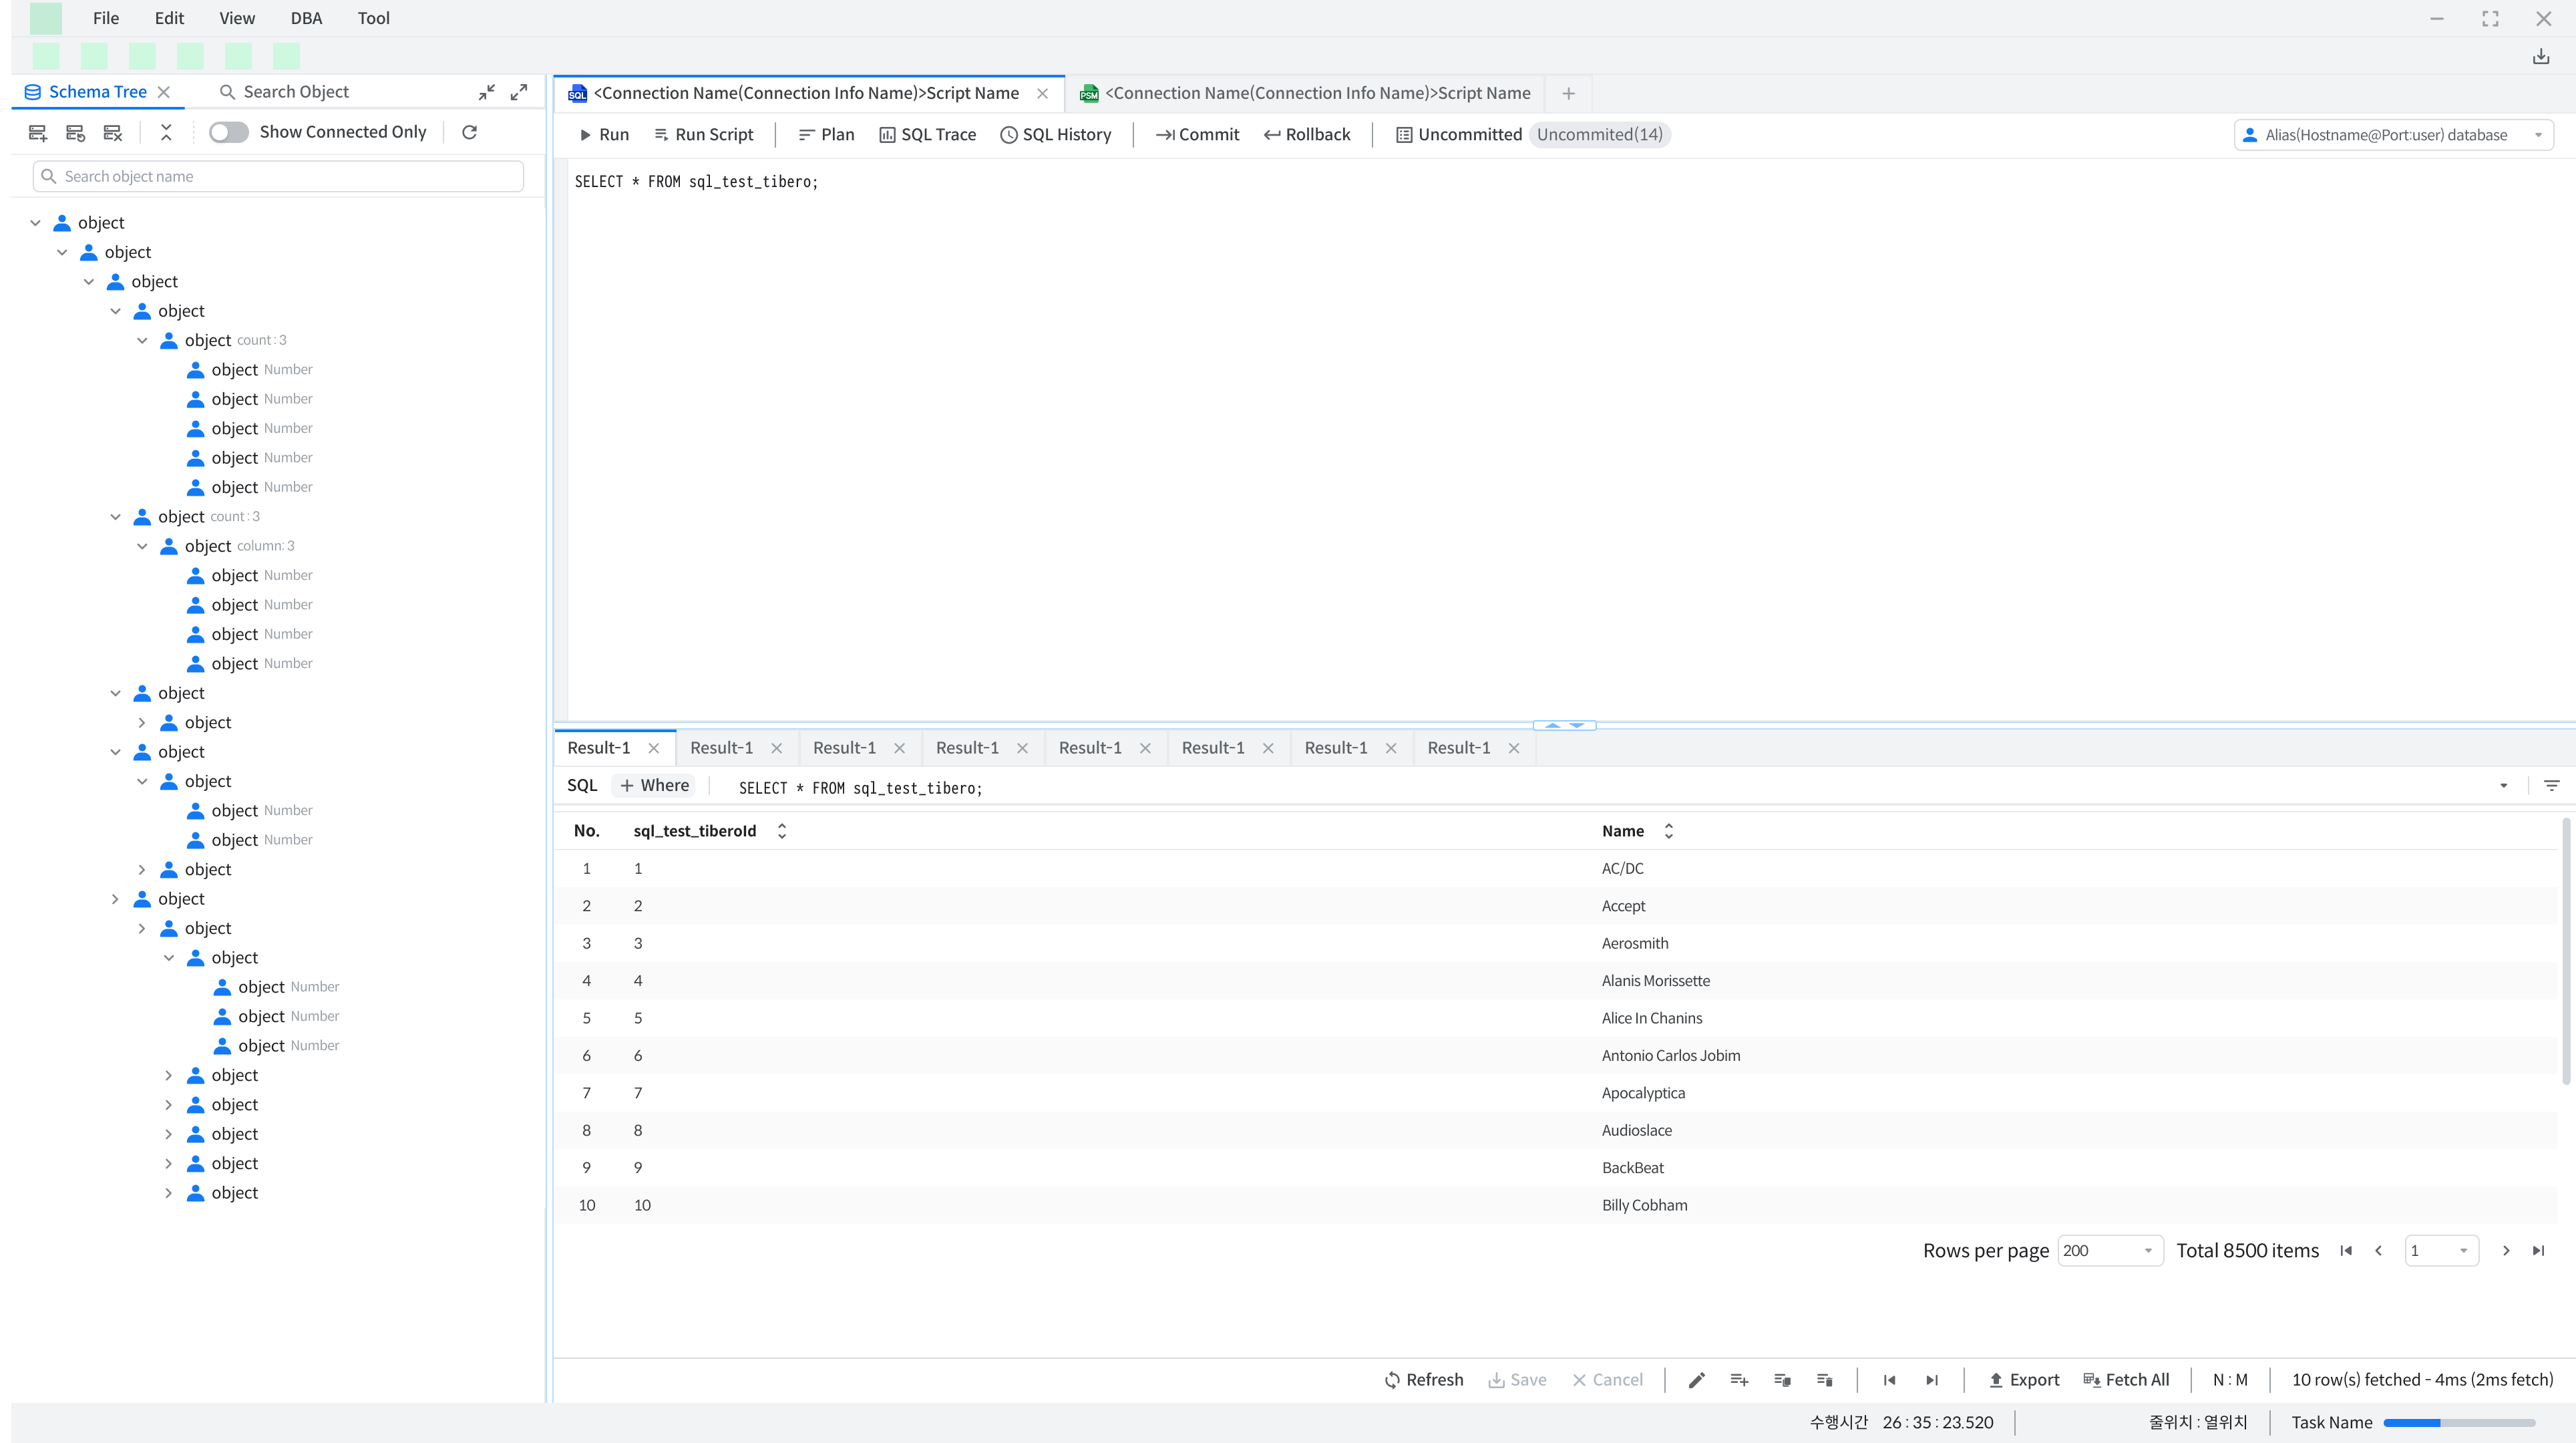 File Edit View DBA Tool
Schema Tree Search Object
Show Connected Only
Search object name
object
object
object
object
object count : 3
object Number
object Number
object Number
object Number
object Number
object count : 3
object column: 3
object Number
object Number
object Number
object Number
object
object
object
object
object Number
object Number
object
object
object
object
object Number
object Number
object Number
object
object
object
object
object
SQL <Connection Name(Connection Info Name)>Script Name PSM <Connection Name(Connection Info Name)>Script Name
Run Run Script Plan SQL Trace SQL History Commit Rollback Uncommitted Uncommited(14) Alias(Hostname@Port:user) database
SELECT * FROM sql_test_tibero;
Result-1 Result-1 Result-1 Result-1 Result-1 Result-1 Result-1 Result-1
SQL + Where SELECT * FROM sql_test_tibero;
No. sql_test_tiberoId Name
1 1 AC/DC
2 2 Accept
3 3 Aerosmith
4 4 Alanis Morissette
5 5 Alice In Chanins
6 6 Antonio Carlos Jobim
7 7 Apocalyptica
8 8 Audioslace
9 9 BackBeat
10 10 Billy Cobham
Rows per page 200 Total 8500 items 1
Refresh Save Cancel Export Fetch All N : M 10 row(s) fetched - 4ms (2ms fetch)
수행시간 26 : 35 : 23.520 줄위치 : 열위치 Task Name